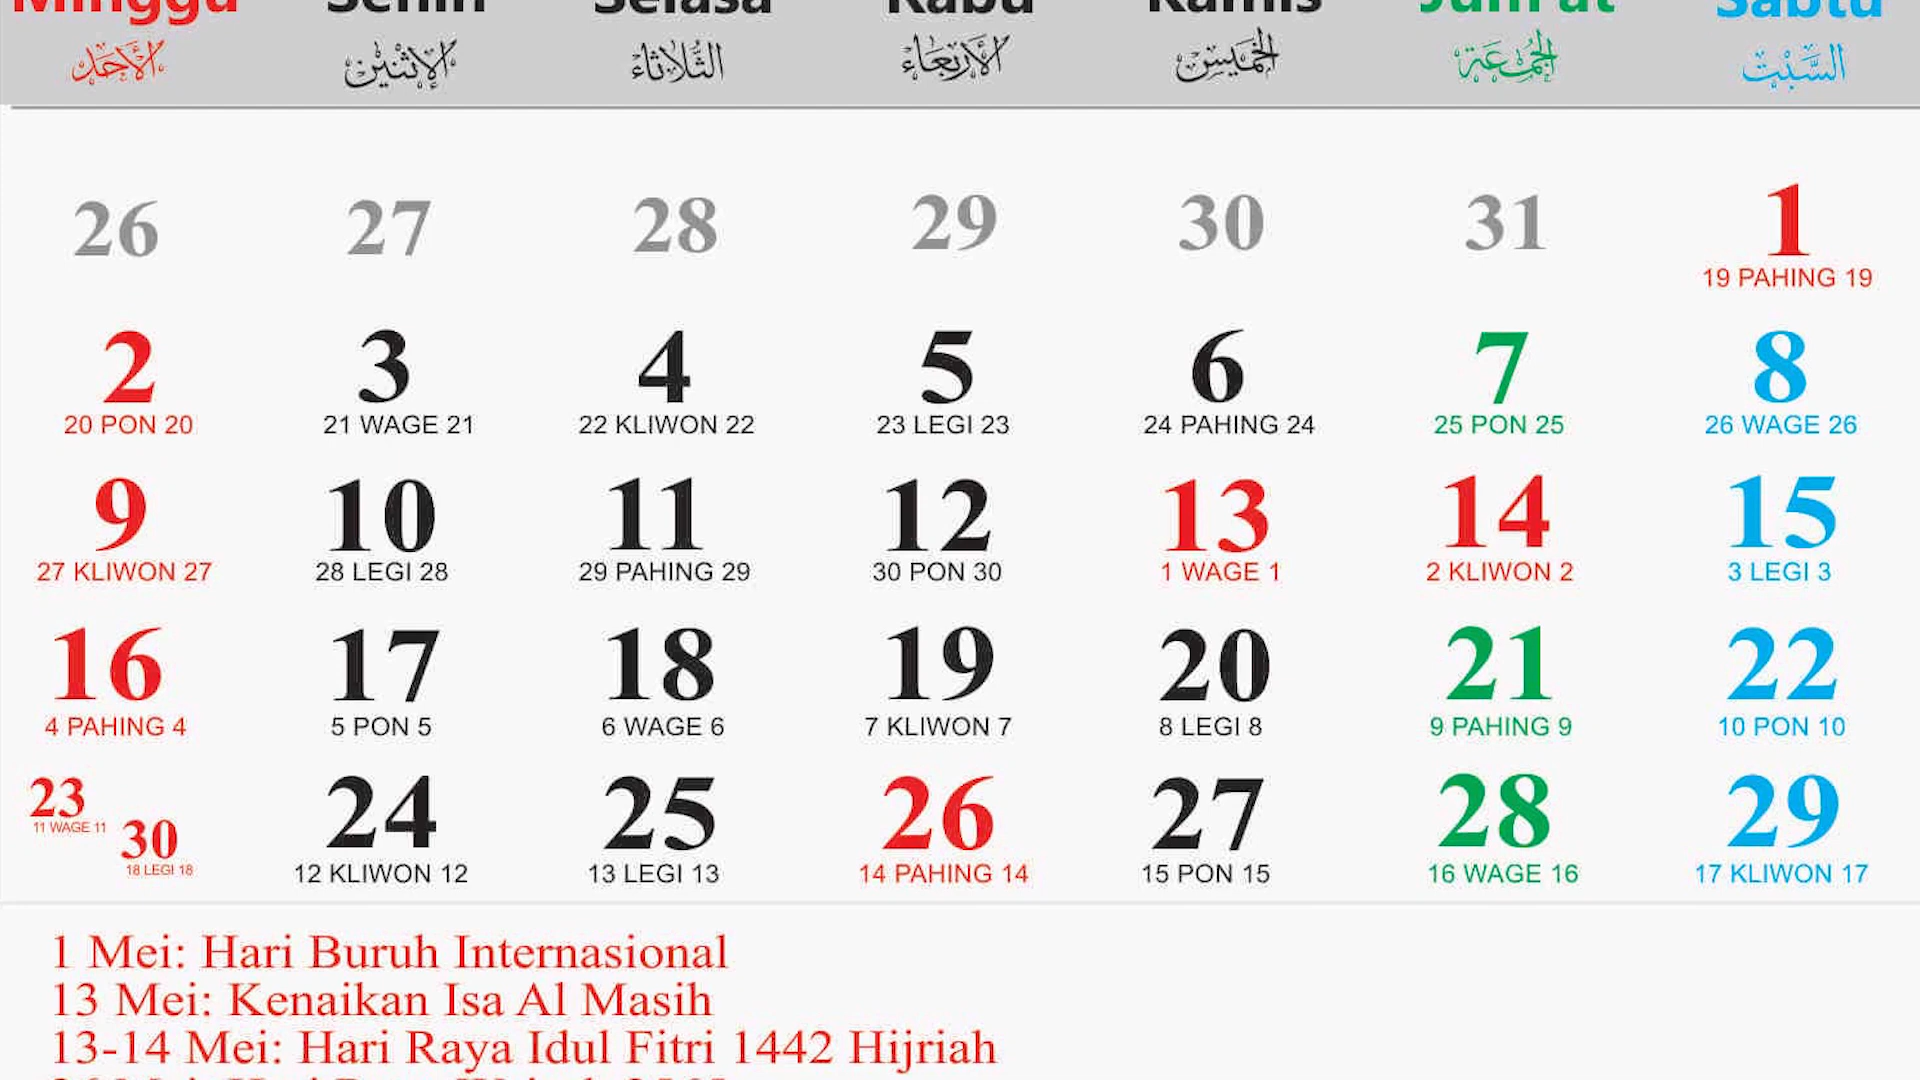 Minggu Senin Selasa Rabu Kamis Jum'at Sabtu
الأحد الإثنين الثلاثاء الأربعاء الخميس الجمعة السبت
26 27 28 29 30 31 1
19 PAHING 19
2 3 4 5 6 7 8
20 PON 20 21 WAGE 21 22 KLIWON 22 23 LEGI 23 24 PAHING 24 25 PON 25 26 WAGE 26
9 10 11 12 13 14 15
27 KLIWON 27 28 LEGI 28 29 PAHING 29 30 PON 30 1 WAGE 1 2 KLIWON 2 3 LEGI 3
16 17 18 19 20 21 22
4 PAHING 4 5 PON 5 6 WAGE 6 7 KLIWON 7 8 LEGI 8 9 PAHING 9 10 PON 10
23 30 24 25 26 27 28 29
11 WAGE 11 18 LEGI 18 12 KLIWON 12 13 LEGI 13 14 PAHING 14 15 PON 15 16 WAGE 16 17 KLIWON 17
1 Mei: Hari Buruh Internasional
13 Mei: Kenaikan Isa Al Masih
13-14 Mei: Hari Raya Idul Fitri 1442 Hijriah